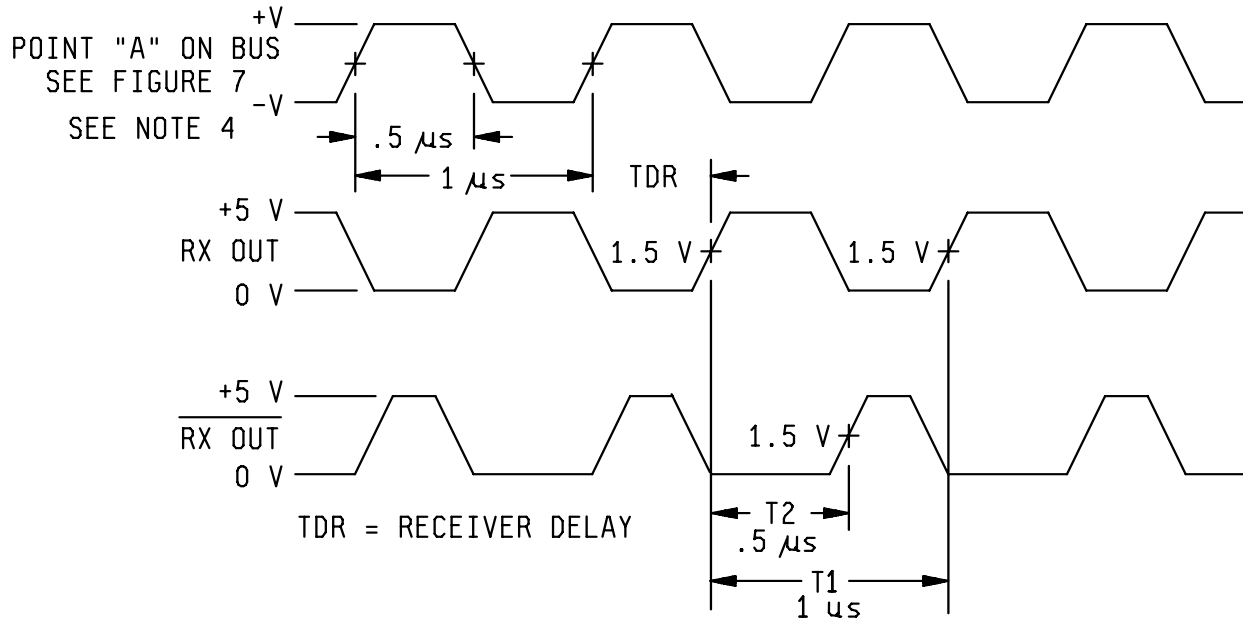 +V
POINT "A" ON BUS
SEE FIGURE 7
-V
SEE NOTE 4
.5 μs
1 μs
TDR
+5 V
RX OUT
0 V
1.5 V
1.5 V
+5 V
RX OUT
0 V
1.5 V
TDR = RECEIVER DELAY
T2
.5 μs
T1
1 μs